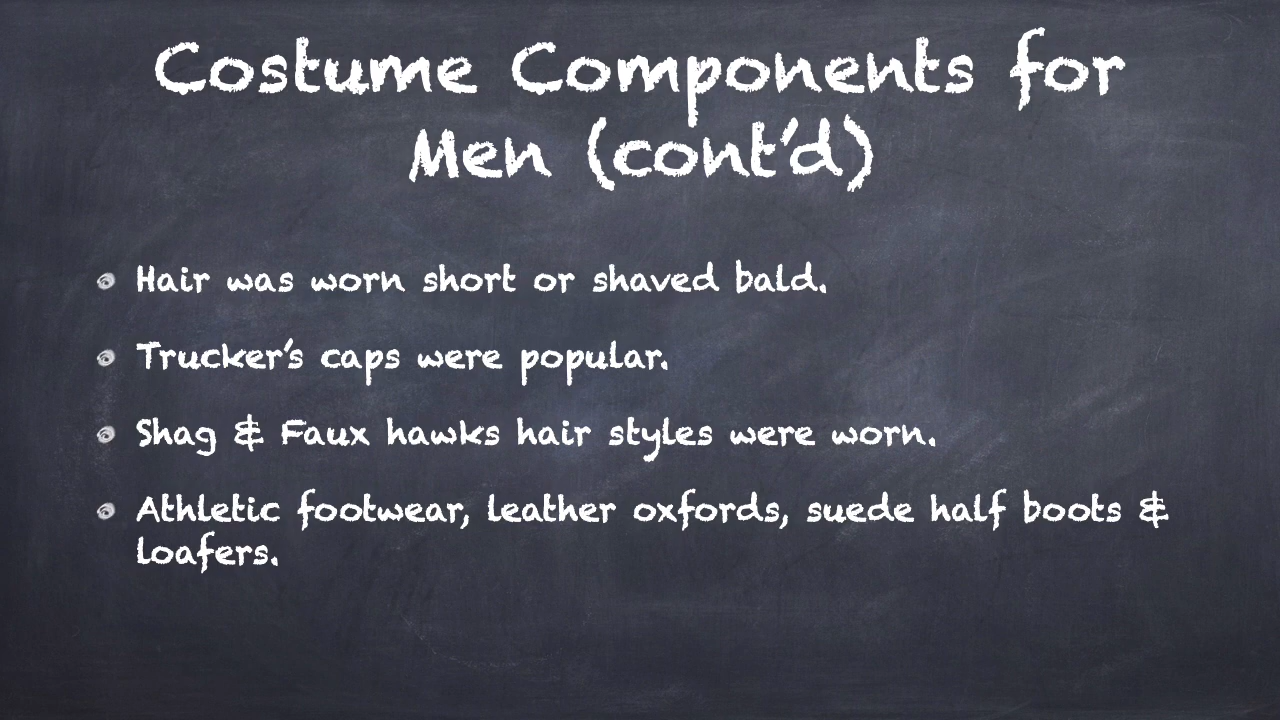 Costume Components for
Men (cont’d)
Hair was worn short or shaved bald.
Trucker’s caps were popular.
Shag & Faux hawks hair styles were worn.
Athletic footwear, leather oxfords, suede half boots &
loafers.